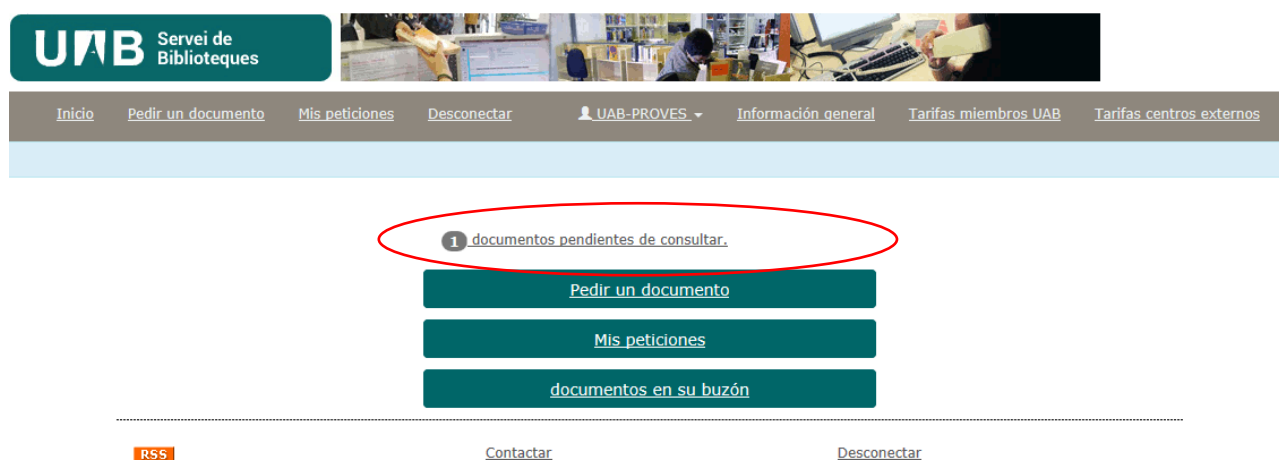 UAB Servei de
Biblioteques
Inicio Pedir un documento Mis peticiones Desconectar UAB-PROVES Información general Tarifas miembros UAB Tarifas centros externos
1 documentos pendientes de consultar.
Pedir un documento
Mis peticiones
documentos en su buzón
RSS Contactar Desconectar